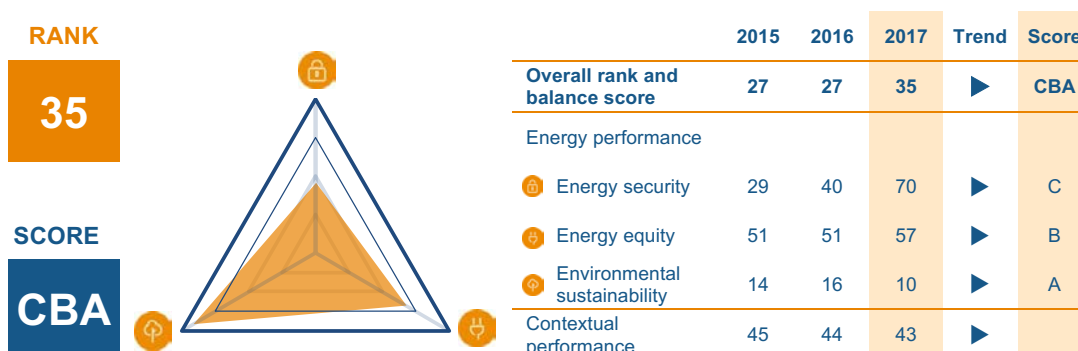 RANK
35
SCORE
CBA
2015 2016 2017 Trend Score
Overall rank and
balance score 27 27 35 CBA
Energy performance
Energy security 29 40 70 C
Energy equity 51 51 57 B
Environmental
sustainability 14 16 10 A
Contextual
performance 45 44 43